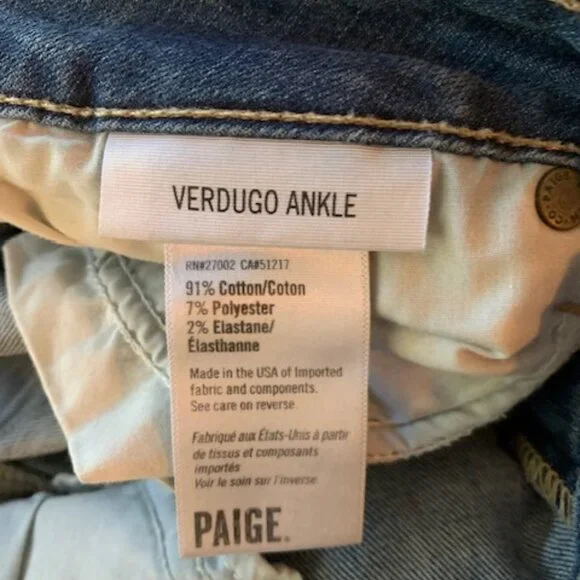 VERDUGO ANKLE
PAIGE
RN#27002 CA#51217
91% Cotton/Coton
7% Polyester
2% Elastane/
Élasthanne
Made in the USA of Imported
fabric and components.
See care on reverse.
Fabriqué aux États-Unis à partir
de tissus et composants
importés
Voir le soin sur l'inverse.
PAIGE.